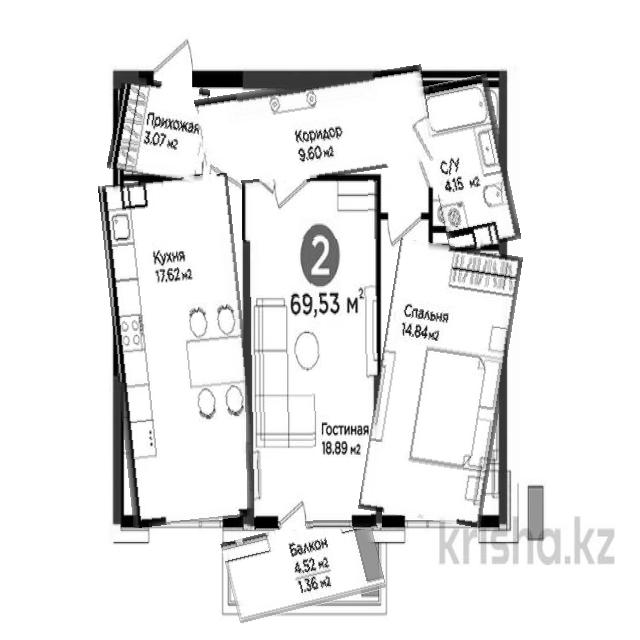 Прихожая
3.07 м2
Коридор
9.60 м2
С/У
4.16 м2
Кухня
17.62 м2
2
69,53 м2
Спальня
14.84 м2
Гостиная
18.89 м2
Балкон
4.52 м2
1.36 м2
krisha.kz